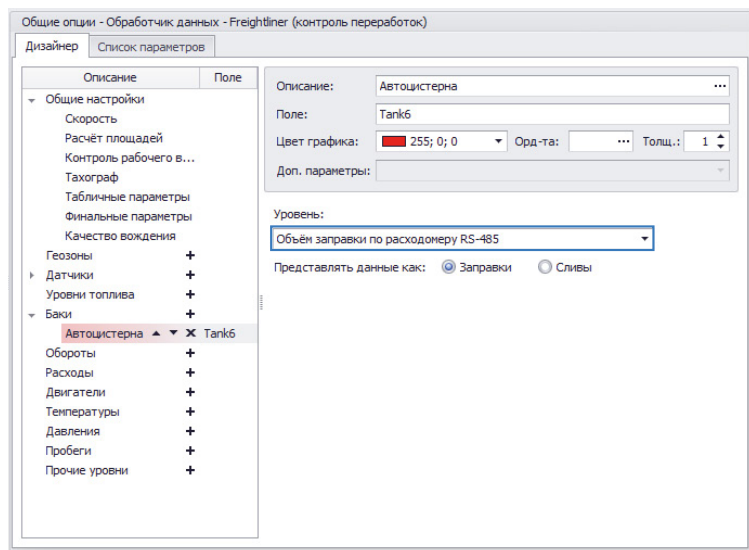 Общие опции - Обработчик данных - Freightliner (контроль переработок)
Дизайнер Список параметров
Описание Поле
Общие настройки
Скорость
Расчёт площадей
Контроль рабочего в...
Тахограф
Табличные параметры
Финальные параметры
Качество вождения
Геозоны +
Датчики +
Уровни топлива +
Баки +
Автоцистерна Tank6
Обороты +
Расходы +
Двигатели +
Температуры +
Давления +
Пробеги +
Прочие уровни +
Описание: Автоцистерна ...
Поле: Tank6
Цвет графика: 255; 0; 0 Орд-та: ... Толщ.: 1
Доп. параметры:
Уровень:
Объём заправки по расходомеру RS-485
Представлять данные как: Заправки Сливы